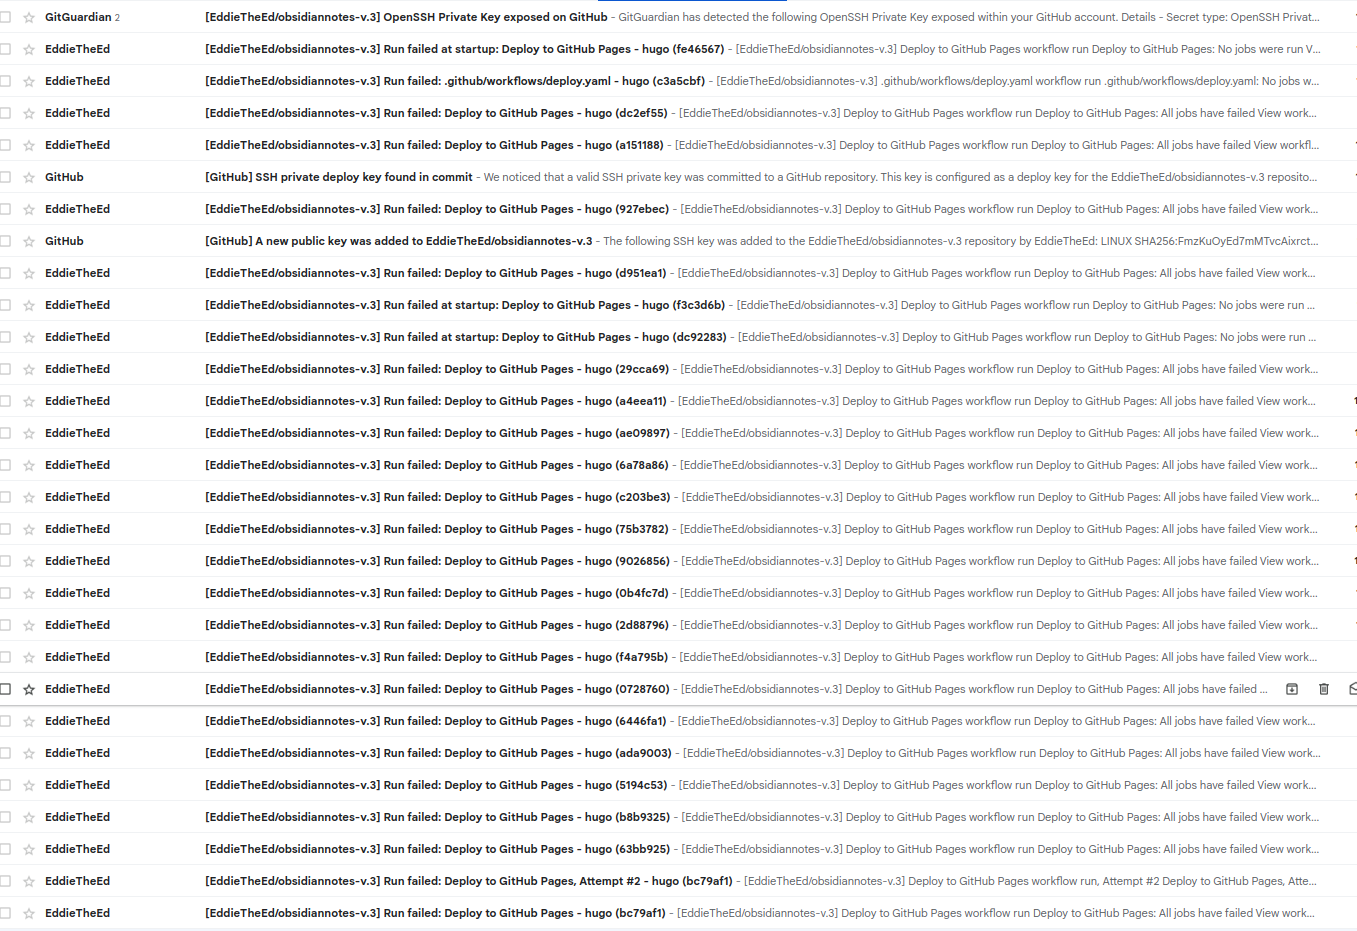 GitGuardian 2 [EddieTheEd/obsidiannotes-v.3] OpenSSH Private Key exposed on GitHub - GitGuardian has detected the following OpenSSH Private Key exposed within your GitHub account. Details - Secret type: OpenSSH Privat...
EddieTheEd [EddieTheEd/obsidiannotes-v.3] Run failed at startup: Deploy to GitHub Pages - hugo (fe46567) - [EddieTheEd/obsidiannotes-v.3] Deploy to GitHub Pages workflow run Deploy to GitHub Pages: No jobs were run V...
EddieTheEd [EddieTheEd/obsidiannotes-v.3] Run failed: .github/workflows/deploy.yaml - hugo (c3a5cbf) - [EddieTheEd/obsidiannotes-v.3] .github/workflows/deploy.yaml workflow run .github/workflows/deploy.yaml: No jobs w...
EddieTheEd [EddieTheEd/obsidiannotes-v.3] Run failed: Deploy to GitHub Pages - hugo (dc2ef55) - [EddieTheEd/obsidiannotes-v.3] Deploy to GitHub Pages workflow run Deploy to GitHub Pages: All jobs have failed View work...
EddieTheEd [EddieTheEd/obsidiannotes-v.3] Run failed: Deploy to GitHub Pages - hugo (a151188) - [EddieTheEd/obsidiannotes-v.3] Deploy to GitHub Pages workflow run Deploy to GitHub Pages: All jobs have failed View workfl...
GitHub [GitHub] SSH private deploy key found in commit - We noticed that a valid SSH private key was committed to a GitHub repository. This key is configured as a deploy key for the EddieTheEd/obsidiannotes-v.3 reposito...
EddieTheEd [EddieTheEd/obsidiannotes-v.3] Run failed: Deploy to GitHub Pages - hugo (927ebec) - [EddieTheEd/obsidiannotes-v.3] Deploy to GitHub Pages workflow run Deploy to GitHub Pages: All jobs have failed View work...
GitHub [GitHub] A new public key was added to EddieTheEd/obsidiannotes-v.3 - The following SSH key was added to the EddieTheEd/obsidiannotes-v.3 repository by EddieTheEd: LINUX SHA256:FmzKuOyEd7mMTvcAixrct...
EddieTheEd [EddieTheEd/obsidiannotes-v.3] Run failed: Deploy to GitHub Pages - hugo (d951ea1) - [EddieTheEd/obsidiannotes-v.3] Deploy to GitHub Pages workflow run Deploy to GitHub Pages: All jobs have failed View work...
EddieTheEd [EddieTheEd/obsidiannotes-v.3] Run failed at startup: Deploy to GitHub Pages - hugo (f3c3d6b) - [EddieTheEd/obsidiannotes-v.3] Deploy to GitHub Pages workflow run Deploy to GitHub Pages: No jobs were run ...
EddieTheEd [EddieTheEd/obsidiannotes-v.3] Run failed at startup: Deploy to GitHub Pages - hugo (dc92283) - [EddieTheEd/obsidiannotes-v.3] Deploy to GitHub Pages workflow run Deploy to GitHub Pages: No jobs were run ...
EddieTheEd [EddieTheEd/obsidiannotes-v.3] Run failed: Deploy to GitHub Pages - hugo (29cca69) - [EddieTheEd/obsidiannotes-v.3] Deploy to GitHub Pages workflow run Deploy to GitHub Pages: All jobs have failed View work...
EddieTheEd [EddieTheEd/obsidiannotes-v.3] Run failed: Deploy to GitHub Pages - hugo (a4eea11) - [EddieTheEd/obsidiannotes-v.3] Deploy to GitHub Pages workflow run Deploy to GitHub Pages: All jobs have failed View work...
EddieTheEd [EddieTheEd/obsidiannotes-v.3] Run failed: Deploy to GitHub Pages - hugo (ae09897) - [EddieTheEd/obsidiannotes-v.3] Deploy to GitHub Pages workflow run Deploy to GitHub Pages: All jobs have failed View work...
EddieTheEd [EddieTheEd/obsidiannotes-v.3] Run failed: Deploy to GitHub Pages - hugo (6a78a86) - [EddieTheEd/obsidiannotes-v.3] Deploy to GitHub Pages workflow run Deploy to GitHub Pages: All jobs have failed View work...
EddieTheEd [EddieTheEd/obsidiannotes-v.3] Run failed: Deploy to GitHub Pages - hugo (c203be3) - [EddieTheEd/obsidiannotes-v.3] Deploy to GitHub Pages workflow run Deploy to GitHub Pages: All jobs have failed View work...
EddieTheEd [EddieTheEd/obsidiannotes-v.3] Run failed: Deploy to GitHub Pages - hugo (75b3782) - [EddieTheEd/obsidiannotes-v.3] Deploy to GitHub Pages workflow run Deploy to GitHub Pages: All jobs have failed View work...
EddieTheEd [EddieTheEd/obsidiannotes-v.3] Run failed: Deploy to GitHub Pages - hugo (9026856) - [EddieTheEd/obsidiannotes-v.3] Deploy to GitHub Pages workflow run Deploy to GitHub Pages: All jobs have failed View work...
EddieTheEd [EddieTheEd/obsidiannotes-v.3] Run failed: Deploy to GitHub Pages - hugo (0b4fc7d) - [EddieTheEd/obsidiannotes-v.3] Deploy to GitHub Pages workflow run Deploy to GitHub Pages: All jobs have failed View work...
EddieTheEd [EddieTheEd/obsidiannotes-v.3] Run failed: Deploy to GitHub Pages - hugo (2d88796) - [EddieTheEd/obsidiannotes-v.3] Deploy to GitHub Pages workflow run Deploy to GitHub Pages: All jobs have failed View work...
EddieTheEd [EddieTheEd/obsidiannotes-v.3] Run failed: Deploy to GitHub Pages - hugo (f4a795b) - [EddieTheEd/obsidiannotes-v.3] Deploy to GitHub Pages workflow run Deploy to GitHub Pages: All jobs have failed View work...
EddieTheEd [EddieTheEd/obsidiannotes-v.3] Run failed: Deploy to GitHub Pages - hugo (0728760) - [EddieTheEd/obsidiannotes-v.3] Deploy to GitHub Pages workflow run Deploy to GitHub Pages: All jobs have failed ...
EddieTheEd [EddieTheEd/obsidiannotes-v.3] Run failed: Deploy to GitHub Pages - hugo (6446fa1) - [EddieTheEd/obsidiannotes-v.3] Deploy to GitHub Pages workflow run Deploy to GitHub Pages: All jobs have failed View work...
EddieTheEd [EddieTheEd/obsidiannotes-v.3] Run failed: Deploy to GitHub Pages - hugo (ada9003) - [EddieTheEd/obsidiannotes-v.3] Deploy to GitHub Pages workflow run Deploy to GitHub Pages: All jobs have failed View work...
EddieTheEd [EddieTheEd/obsidiannotes-v.3] Run failed: Deploy to GitHub Pages - hugo (5194c53) - [EddieTheEd/obsidiannotes-v.3] Deploy to GitHub Pages workflow run Deploy to GitHub Pages: All jobs have failed View work...
EddieTheEd [EddieTheEd/obsidiannotes-v.3] Run failed: Deploy to GitHub Pages - hugo (b8b9325) - [EddieTheEd/obsidiannotes-v.3] Deploy to GitHub Pages workflow run Deploy to GitHub Pages: All jobs have failed View work...
EddieTheEd [EddieTheEd/obsidiannotes-v.3] Run failed: Deploy to GitHub Pages - hugo (63bb925) - [EddieTheEd/obsidiannotes-v.3] Deploy to GitHub Pages workflow run Deploy to GitHub Pages: All jobs have failed View work...
EddieTheEd [EddieTheEd/obsidiannotes-v.3] Run failed: Deploy to GitHub Pages, Attempt #2 - hugo (bc79af1) - [EddieTheEd/obsidiannotes-v.3] Deploy to GitHub Pages workflow run, Attempt #2 Deploy to GitHub Pages, Atte...
EddieTheEd [EddieTheEd/obsidiannotes-v.3] Run failed: Deploy to GitHub Pages - hugo (bc79af1) - [EddieTheEd/obsidiannotes-v.3] Deploy to GitHub Pages workflow run Deploy to GitHub Pages: All jobs have failed View work...